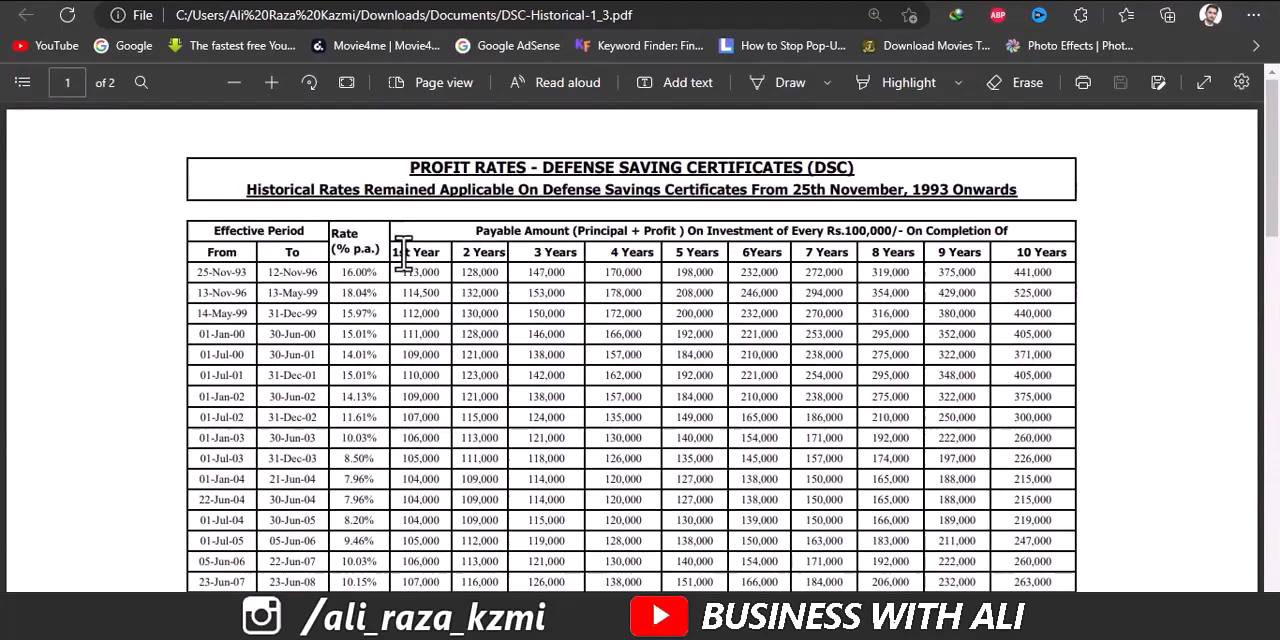 File C:/Users/Ali%20Raza%20Kazmi/Downloads/Documents/DSC-Historical-1_3.pdf ABP
YouTube Google The fastest free You... Movie4me | Movie4... Google AdSense Keyword Finder: Fin... How to Stop Pop-U... Download Movies T... Photo Effects | Phot...
1 of 2 Page view Read aloud Add text Draw Highlight Erase
PROFIT RATES - DEFENSE SAVING CERTIFICATES (DSC)
Historical Rates Remained Applicable On Defense Savings Certificates From 25th November, 1993 Onwards
Effective Period Rate (% p.a.) Payable Amount (Principal + Profit ) On Investment of Every Rs.100,000/- On Completion Of
From To 1st Year 2 Years 3 Years 4 Years 5 Years 6Years 7 Years 8 Years 9 Years 10 Years
25-Nov-93 12-Nov-96 16.00% 113,000 128,000 147,000 170,000 198,000 232,000 272,000 319,000 375,000 441,000
13-Nov-96 13-May-99 18.04% 114,500 132,000 153,000 178,000 208,000 246,000 294,000 354,000 429,000 525,000
14-May-99 31-Dec-99 15.97% 112,000 130,000 150,000 172,000 200,000 232,000 270,000 316,000 380,000 440,000
01-Jan-00 30-Jun-00 15.01% 111,000 128,000 146,000 166,000 192,000 221,000 253,000 295,000 352,000 405,000
01-Jul-00 30-Jun-01 14.01% 109,000 121,000 138,000 157,000 184,000 210,000 238,000 275,000 322,000 371,000
01-Jul-01 31-Dec-01 15.01% 110,000 123,000 142,000 162,000 192,000 221,000 254,000 295,000 348,000 405,000
01-Jan-02 30-Jun-02 14.13% 109,000 121,000 138,000 157,000 184,000 210,000 238,000 275,000 322,000 375,000
01-Jul-02 31-Dec-02 11.61% 107,000 115,000 124,000 135,000 149,000 165,000 186,000 210,000 250,000 300,000
01-Jan-03 30-Jun-03 10.03% 106,000 113,000 121,000 130,000 140,000 154,000 171,000 192,000 222,000 260,000
01-Jul-03 31-Dec-03 8.50% 105,000 111,000 118,000 126,000 135,000 145,000 157,000 174,000 197,000 226,000
01-Jan-04 21-Jun-04 7.96% 104,000 109,000 114,000 120,000 127,000 138,000 150,000 165,000 188,000 215,000
22-Jun-04 30-Jun-04 7.96% 104,000 109,000 114,000 120,000 127,000 138,000 150,000 165,000 188,000 215,000
01-Jul-04 30-Jun-05 8.20% 104,000 109,000 115,000 120,000 130,000 139,000 150,000 166,000 189,000 219,000
01-Jul-05 05-Jun-06 9.46% 105,000 112,000 119,000 128,000 138,000 150,000 163,000 183,000 211,000 247,000
05-Jun-06 22-Jun-07 10.03% 106,000 113,000 121,000 130,000 140,000 154,000 171,000 192,000 222,000 260,000
23-Jun-07 23-Jun-08 10.15% 107,000 116,000 126,000 138,000 151,000 166,000 184,000 206,000 232,000 263,000
/ali_raza_kzmi BUSINESS WITH ALI